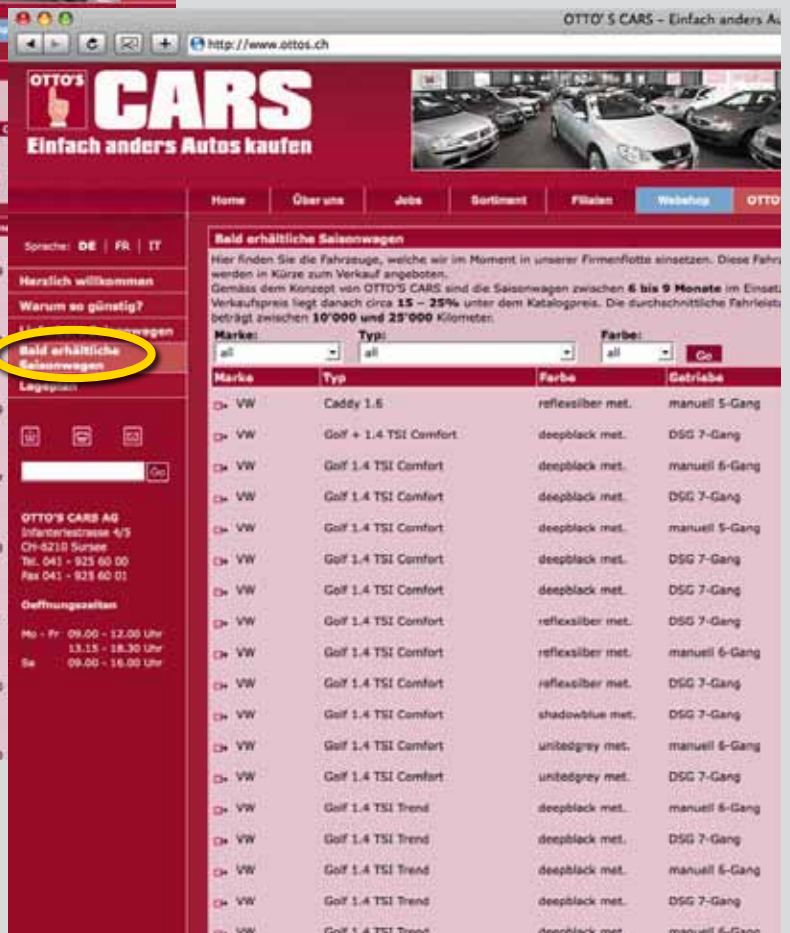 OTTO' S CARS – Einfach anders Au
http://www.ottos.ch
OTTO'S
CARS
Einfach anders Autos kaufen
Home Über uns Jobs Sortiment Filialen Webshop OTTO
Sprache: DE | FR | IT
Herzlich willkommen
Warum so günstig?
Bald erhältliche
Saisonwagen
Lageplan
Go
OTTO'S CARS AG
Infanteriestrasse 4/5
CH-6210 Sursee
Tel. 041 - 925 60 00
Fax 041 - 925 60 01
Oeffnungszeiten
Mo - Fr 09.00 - 12.00 Uhr
13.15 - 18.30 Uhr
Sa 09.00 - 16.00 Uhr
Bald erhältliche Saisonwagen
Hier finden Sie die Fahrzeuge, welche wir im Moment in unserer Firmenflotte einsetzen. Diese Fahrz
werden in Kürze zum Verkauf angeboten.
Gemäss dem Konzept von OTTO'S CARS sind die Saisonwagen zwischen 6 bis 9 Monate im Einsatz
Verkaufspreis liegt danach circa 15 – 25% unter dem Katalogpreis. Die durchschnittliche Fahrleist
beträgt zwischen 10'000 und 25'000 Kilometer.
Marke: Typ: Farbe:
all all all Go
Marke Typ Farbe Getriebe
VW Caddy 1.6 reflexsilber met. manuell 5-Gang
VW Golf + 1.4 TSI Comfort deepblack met. DSG 7-Gang
VW Golf 1.4 TSI Comfort deepblack met. manuell 6-Gang
VW Golf 1.4 TSI Comfort deepblack met. DSG 7-Gang
VW Golf 1.4 TSI Comfort deepblack met. manuell 5-Gang
VW Golf 1.4 TSI Comfort deepblack met. DSG 7-Gang
VW Golf 1.4 TSI Comfort deepblack met. DSG 7-Gang
VW Golf 1.4 TSI Comfort reflexsilber met. DSG 7-Gang
VW Golf 1.4 TSI Comfort reflexsilber met. manuell 6-Gang
VW Golf 1.4 TSI Comfort reflexsilber met. DSG 7-Gang
VW Golf 1.4 TSI Comfort shadowblue met. DSG 7-Gang
VW Golf 1.4 TSI Comfort unitedgrey met. manuell 6-Gang
VW Golf 1.4 TSI Comfort unitedgrey met. DSG 7-Gang
VW Golf 1.4 TSI Trend deepblack met. manuell 6-Gang
VW Golf 1.4 TSI Trend deepblack met. DSG 7-Gang
VW Golf 1.4 TSI Trend deepblack met. manuell 6-Gang
VW Golf 1.4 TSI Trend deepblack met. DSG 7-Gang
VW Golf 1.4 TSI Trend deepblack met. manuell 6-Gang